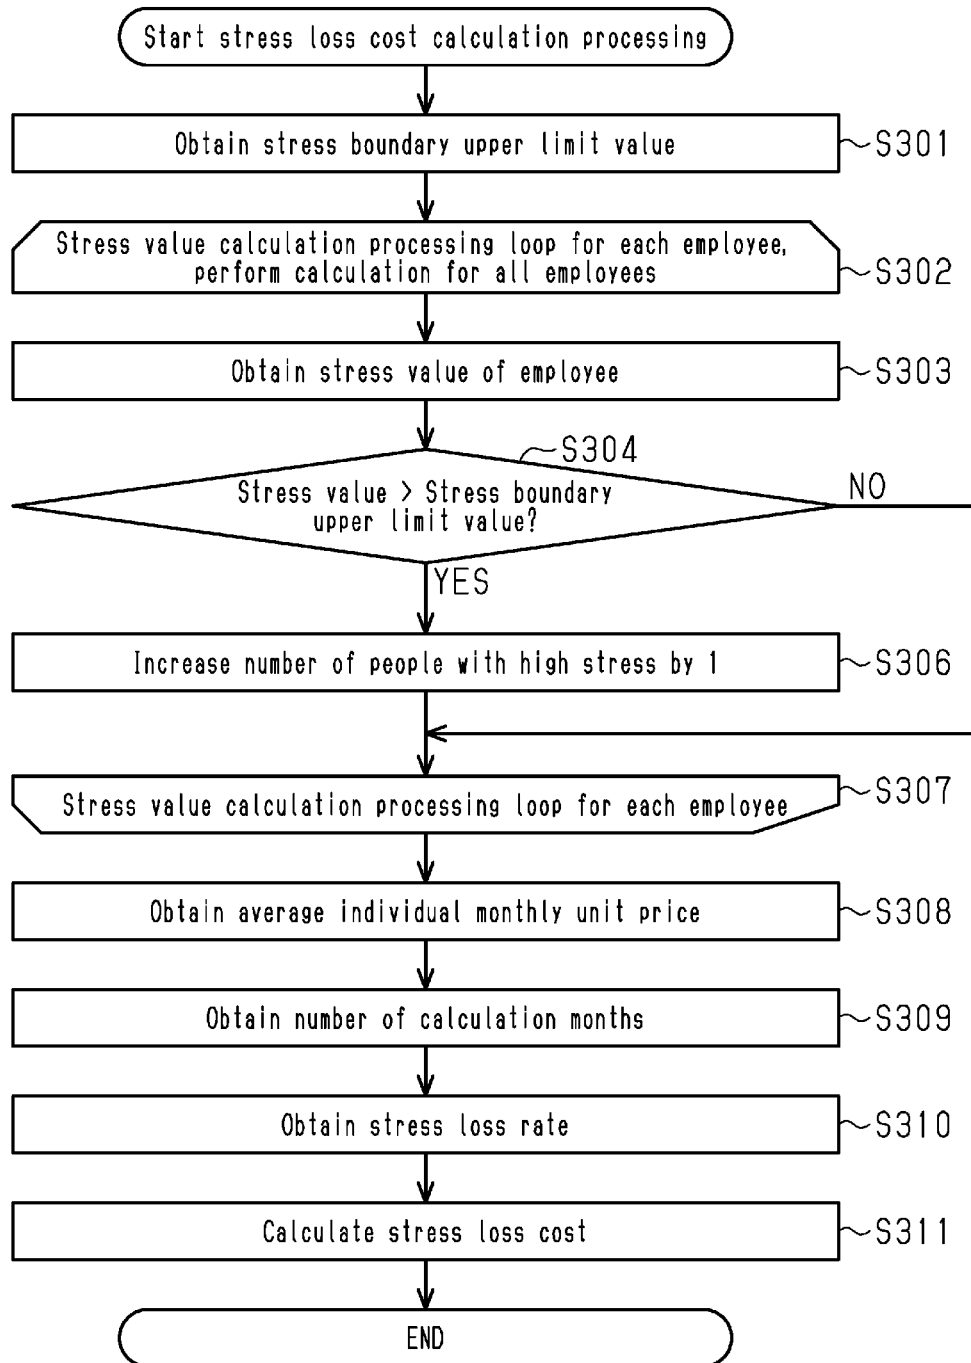 Start stress loss cost calculation processing
Obtain stress boundary upper limit value
S301
Stress value calculation processing loop for each employee,
perform calculation for all employees
S302
Obtain stress value of employee
S303
S304
Stress value > Stress boundary
upper limit value?
NO
YES
Increase number of people with high stress by 1
S306
Stress value calculation processing loop for each employee
S307
Obtain average individual monthly unit price
S308
Obtain number of calculation months
S309
Obtain stress loss rate
S310
Calculate stress loss cost
S311
END